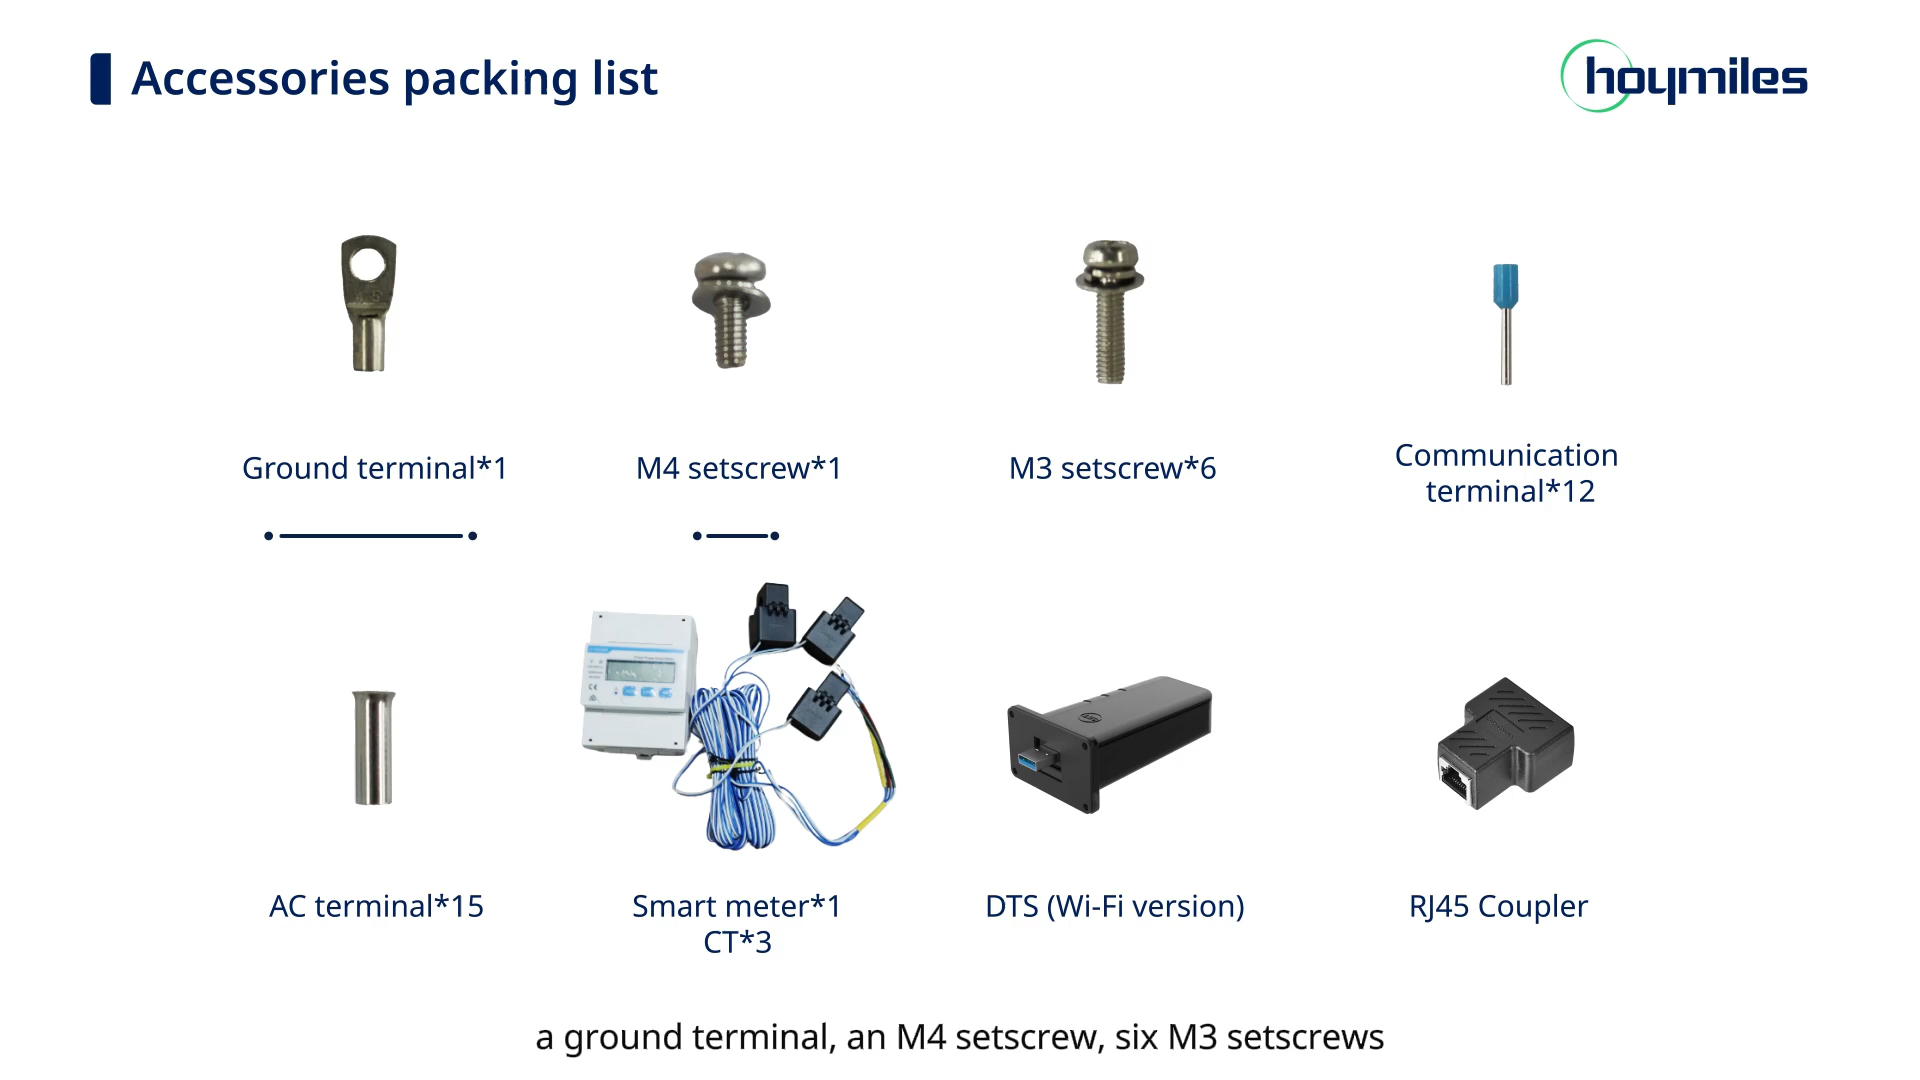 Accessories packing list
hoymiles
Ground terminal*1
M4 setscrew*1
M3 setscrew*6
Communication
terminal*12
AC terminal*15
Smart meter*1
CT*3
DTS (Wi-Fi version)
RJ45 Coupler
a ground terminal, an M4 setscrew, six M3 setscrews